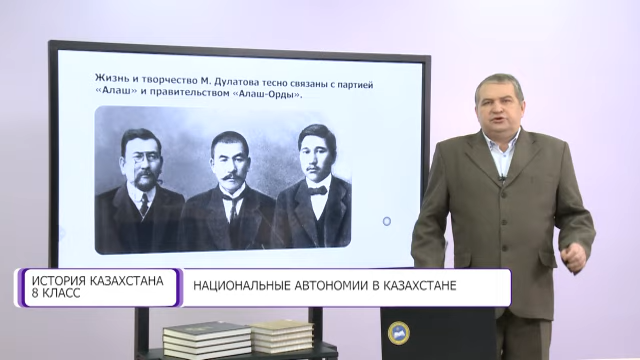 Жизнь и творчество М. Дулатова тесно связаны с партией
«Алаш» и правительством «Алаш-Орды».
ИСТОРИЯ КАЗАХСТАНА
8 КЛАСС
НАЦИОНАЛЬНЫЕ АВТОНОМИИ В КАЗАХСТАНЕ